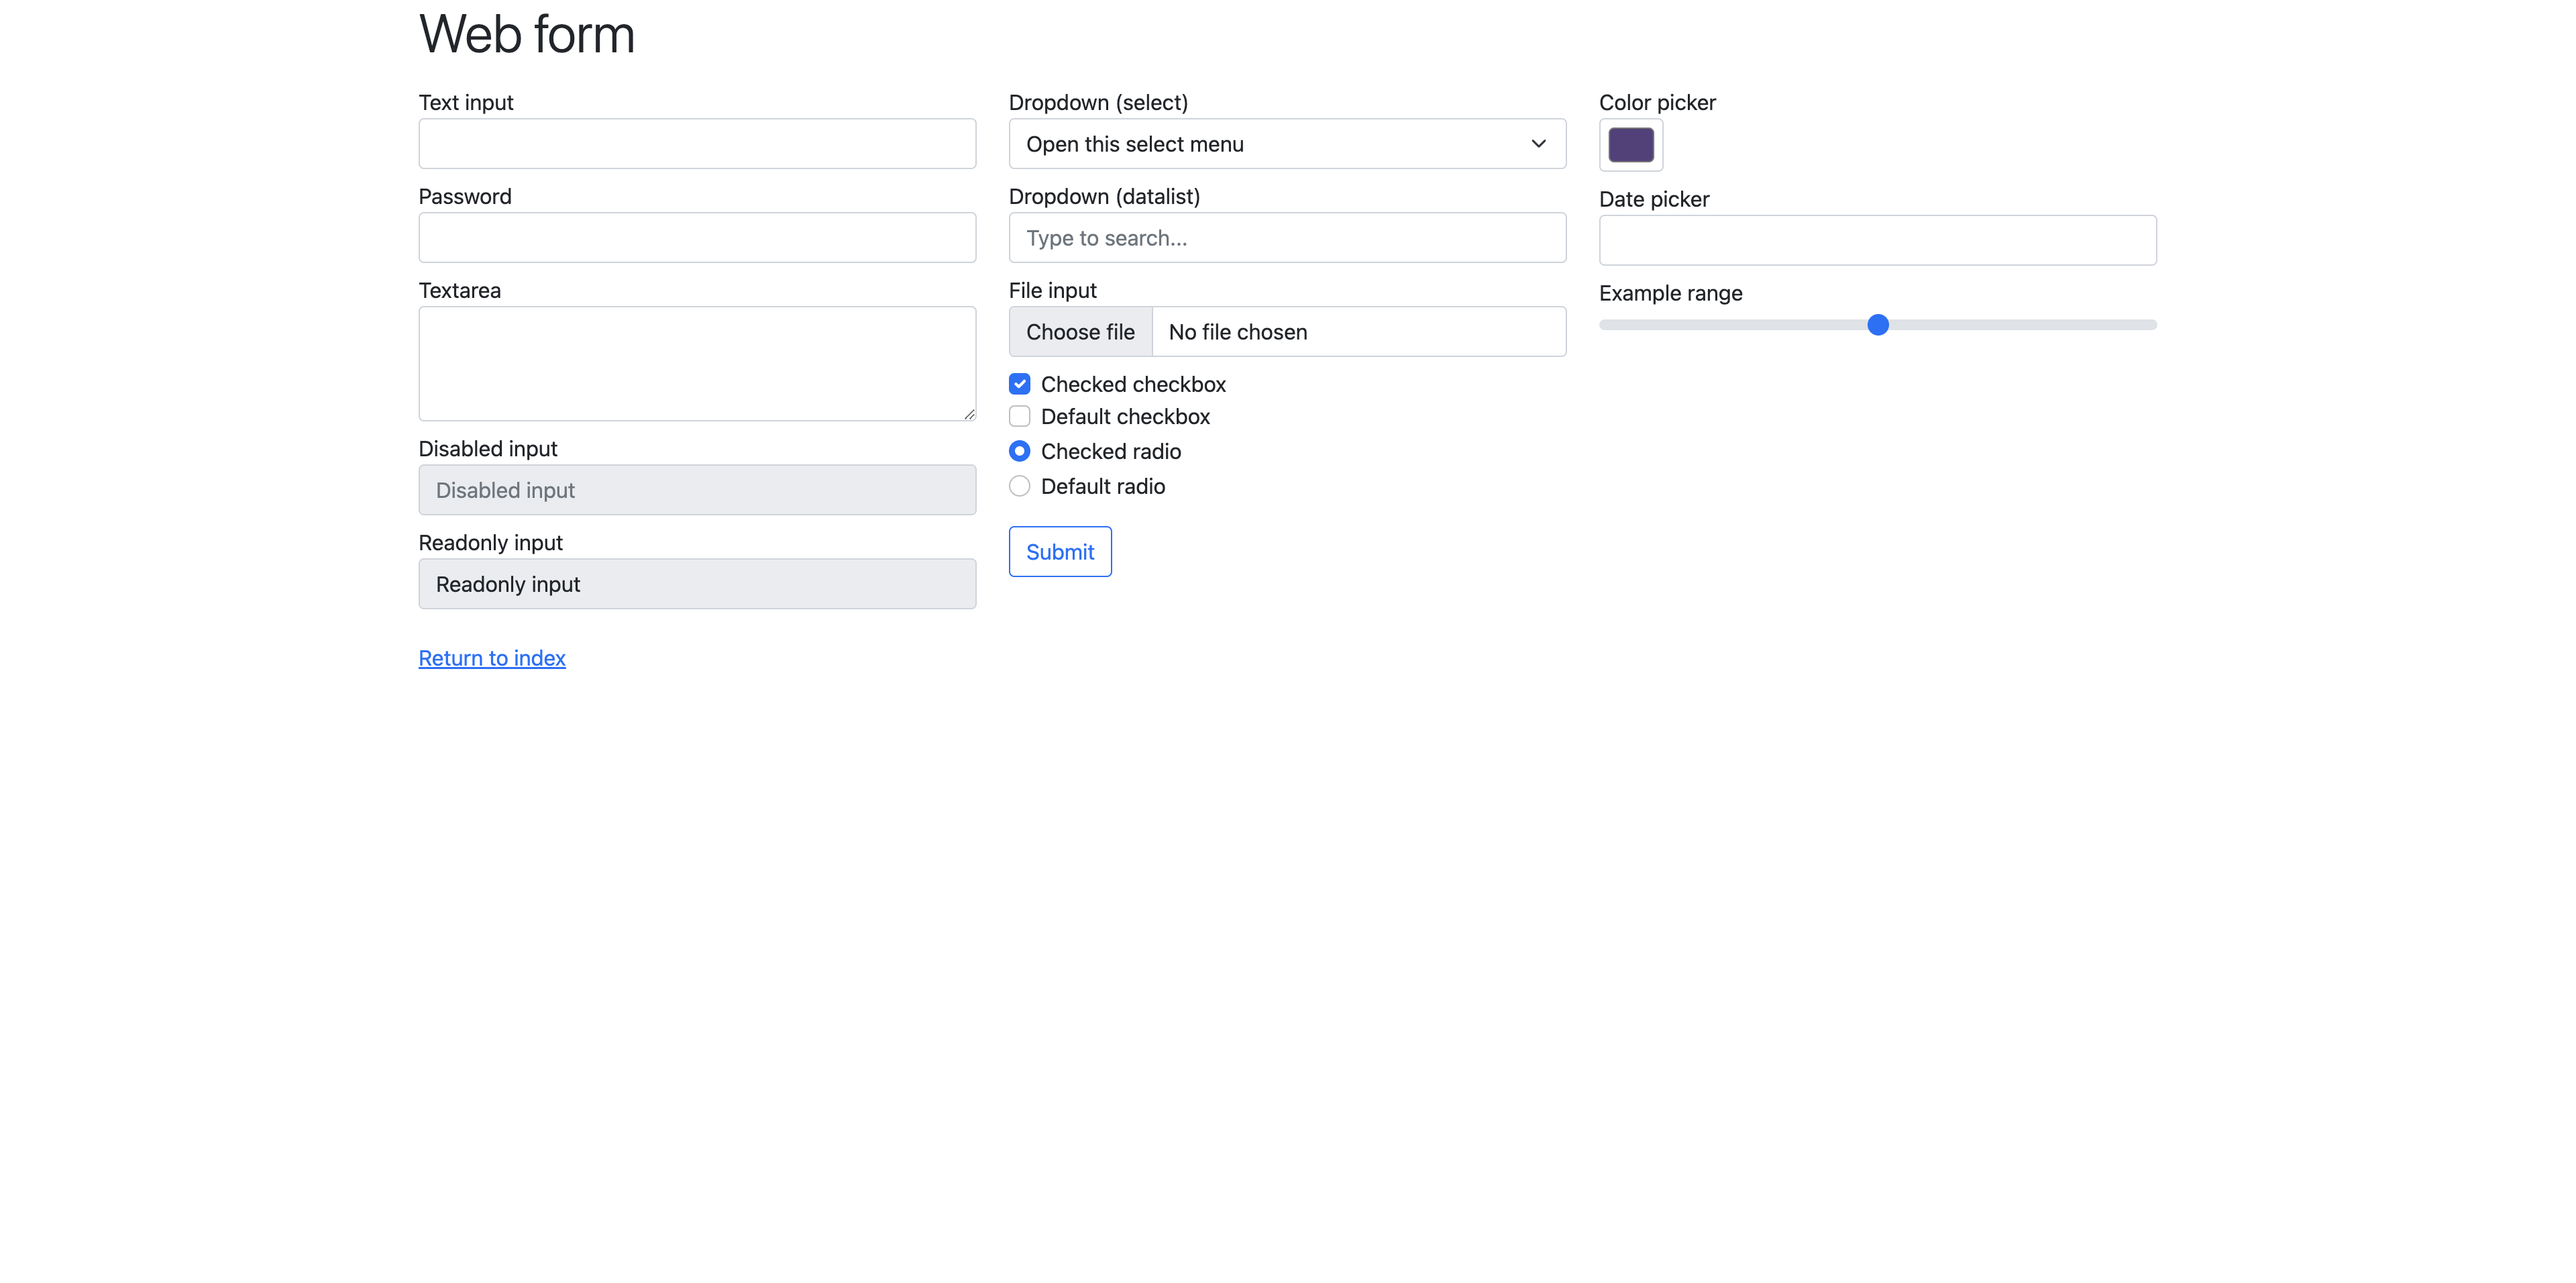 Web form
Text input
Password
Textarea
Disabled input
Disabled input
Readonly input
Readonly input
Return to index
Dropdown (select)
Open this select menu
Dropdown (datalist)
Type to search...
File input
Choose file No file chosen
Checked checkbox
Default checkbox
Checked radio
Default radio
Submit
Color picker
Date picker
Example range